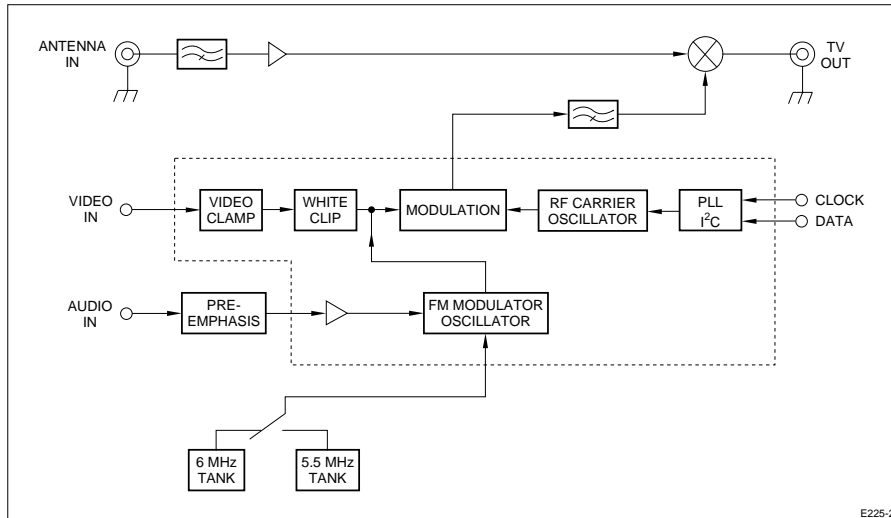 ANTENNA
IN
TV
OUT
VIDEO
IN
VIDEO
CLAMP
WHITE
CLIP
MODULATION
RF CARRIER
OSCILLATOR
PLL
I²C
CLOCK
DATA
AUDIO
IN
PRE-
EMPHASIS
FM MODULATOR
OSCILLATOR
6 MHz
TANK
5.5 MHz
TANK
E225-2